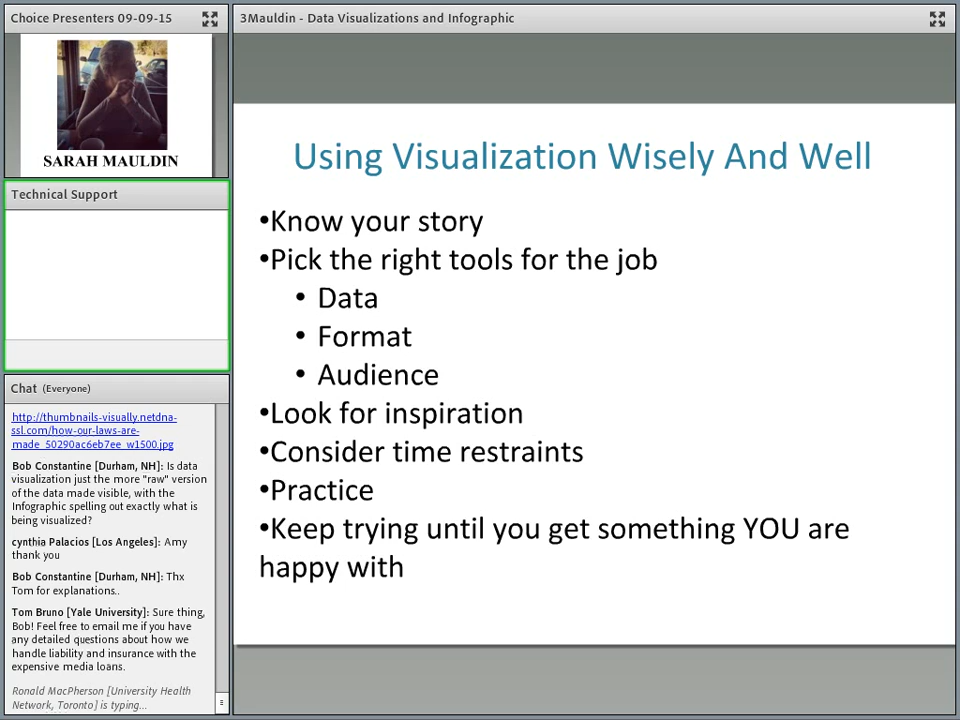 Choice Presenters 09-09-15
SARAH MAULDIN
Technical Support
Chat (Everyone)
http://thumbnails-visually.netdna-
ssl.com/how-our-laws-are-
made_50290ac6eb7ee_w1500.jpg
Bob Constantine [Durham, NH]: Is data
visualization just the more "raw" version
of the data made visible, with the
Infographic spelling out exactly what is
being visualized?
cynthia Palacios [Los Angeles]: Amy
thank you
Bob Constantine [Durham, NH]: Thx
Tom for explanations..
Tom Bruno [Yale University]: Sure thing,
Bob! Feel free to email me if you have
any detailed questions about how we
handle liability and insurance with the
expensive media loans.
Ronald MacPherson [University Health
Network, Toronto] is typing...
3Mauldin - Data Visualizations and Infographic
Using Visualization Wisely And Well
•Know your story
•Pick the right tools for the job
• Data
• Format
• Audience
•Look for inspiration
•Consider time restraints
•Practice
•Keep trying until you get something YOU are
happy with